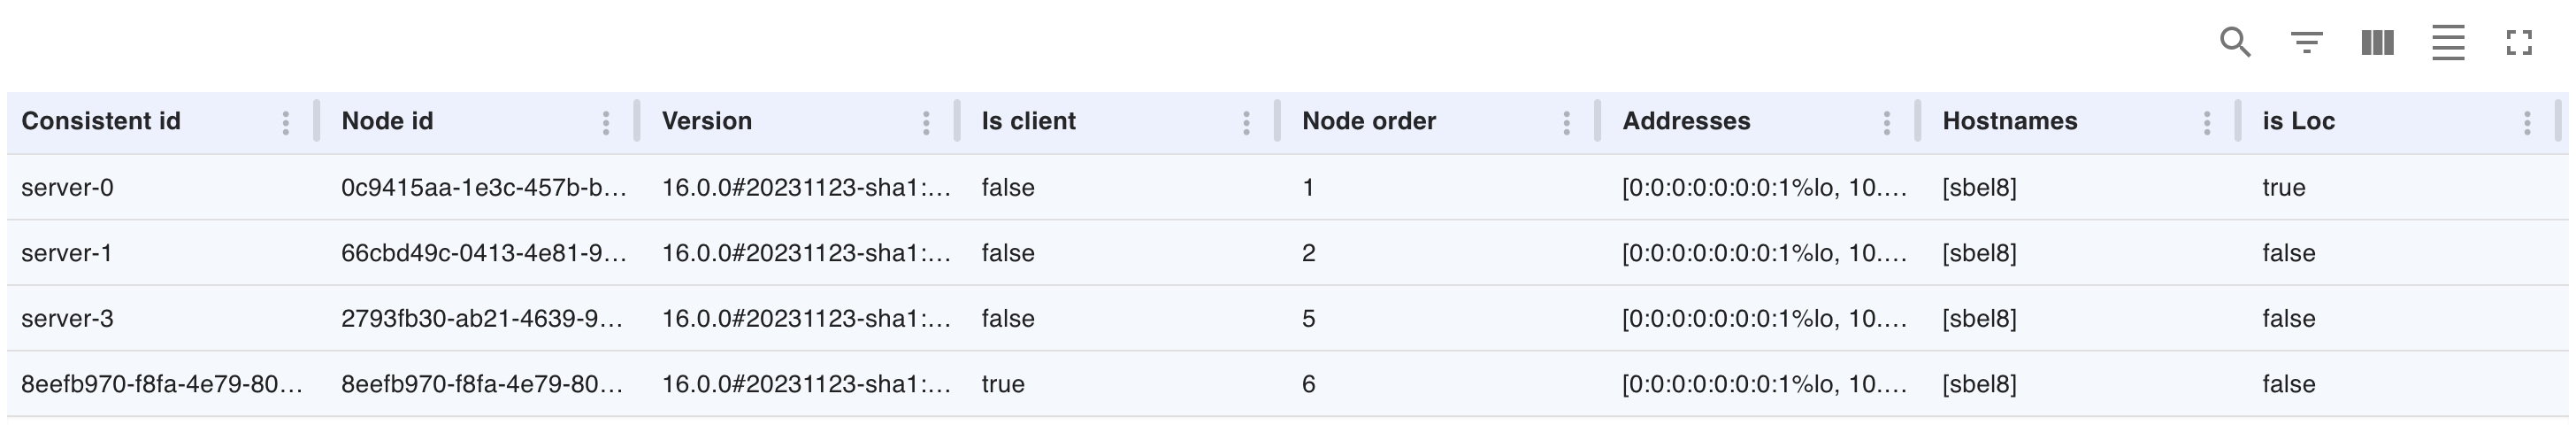 Consistent id Node id Version Is client Node order Addresses Hostnames is Loc
server-0 0c9415aa-1e3c-457b-b... 16.0.0#20231123-sha1:... false 1 [0:0:0:0:0:0:0:1%lo, 10.... [sbel8] true
server-1 66cbd49c-0413-4e81-9... 16.0.0#20231123-sha1:... false 2 [0:0:0:0:0:0:0:1%lo, 10.... [sbel8] false
server-3 2793fb30-ab21-4639-9... 16.0.0#20231123-sha1:... false 5 [0:0:0:0:0:0:0:1%lo, 10.... [sbel8] false
8eefb970-f8fa-4e79-80... 8eefb970-f8fa-4e79-80... 16.0.0#20231123-sha1:... true 6 [0:0:0:0:0:0:0:1%lo, 10.... [sbel8] false